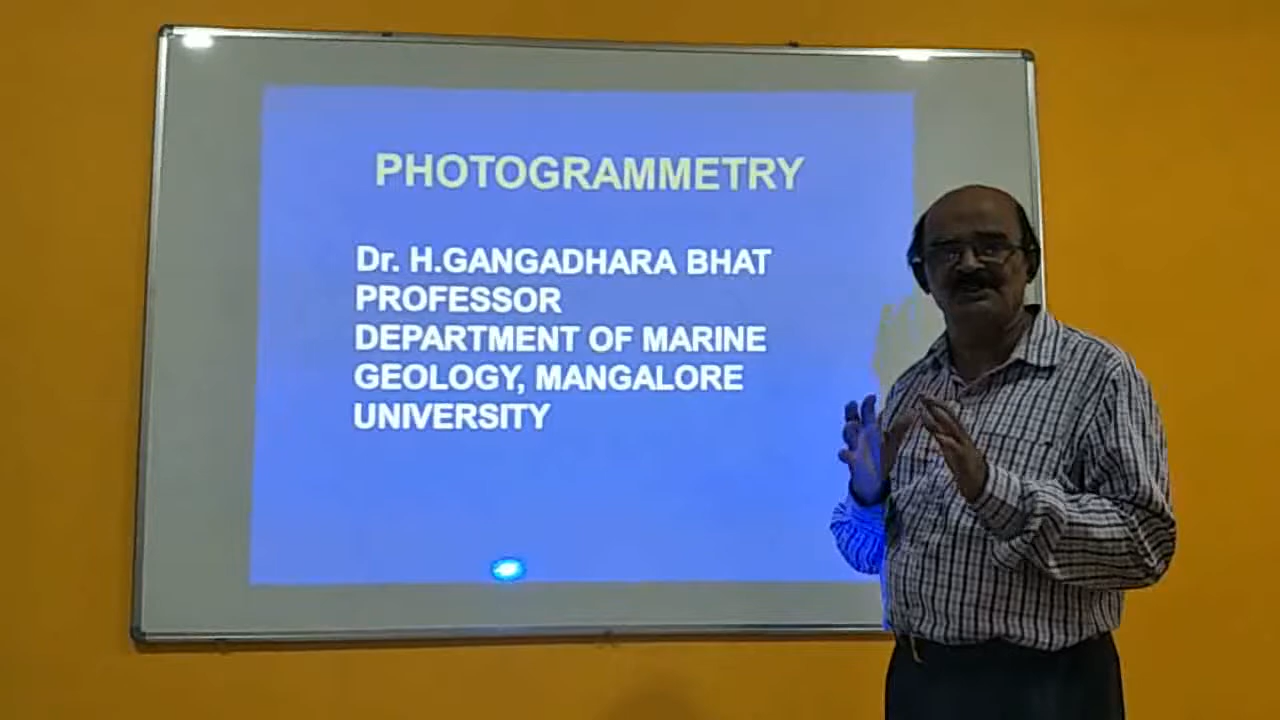 PHOTOGRAMMETRY
Dr. H.GANGADHARA BHAT
PROFESSOR
DEPARTMENT OF MARINE
GEOLOGY, MANGALORE
UNIVERSITY